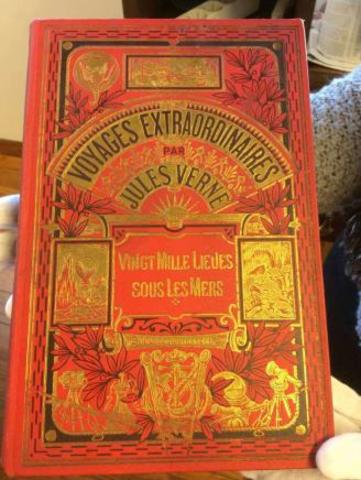 VOYAGES EXTRAORDINAIRES
PAR
JULES VERNE
VINGT MILLE LIEUES
SOUS LES MERS